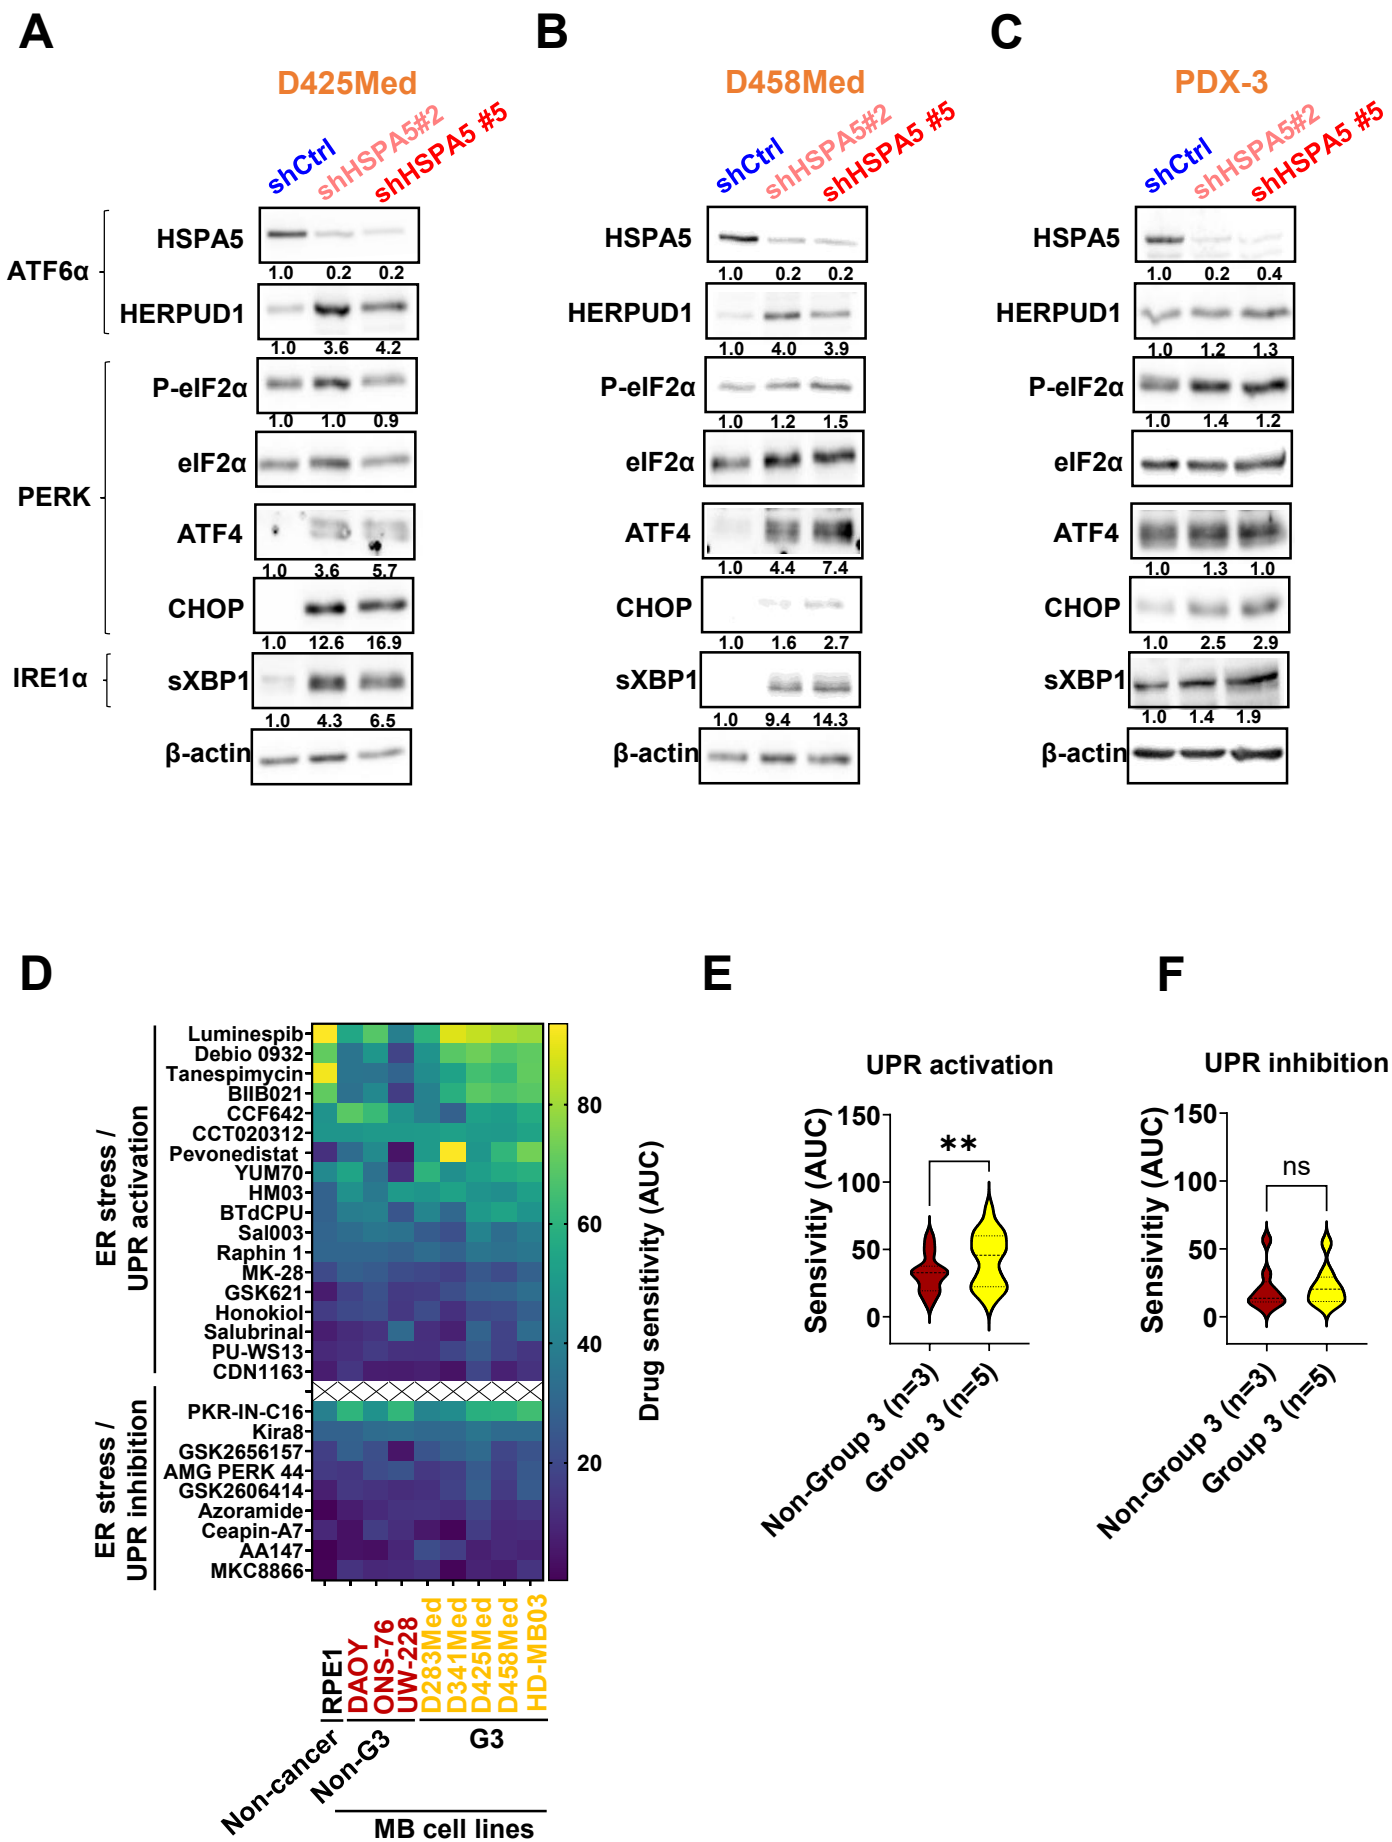 A
B
C
D425Med
D458Med
PDX-3
shCtrl
shHSPA5#2
shHSPA5 #5
shCtrl
shHSPA5#2
shHSPA5 #5
shCtrl
shHSPA5#2
shHSPA5 #5
ATF6α
PERK
IRE1α
HSPA5
1.0 0.2 0.2
HERPUD1
1.0 3.6 4.2
P-eIF2α
1.0 1.0 0.9
eIF2α
ATF4
1.0 3.6 5.7
CHOP
1.0 12.6 16.9
sXBP1
1.0 4.3 6.5
β-actin
HSPA5
1.0 0.2 0.2
HERPUD1
1.0 4.0 3.9
P-eIF2α
1.0 1.2 1.5
eIF2α
ATF4
1.0 4.4 7.4
CHOP
1.0 1.6 2.7
sXBP1
1.0 9.4 14.3
β-actin
HSPA5
1.0 0.2 0.4
HERPUD1
1.0 1.2 1.3
P-eIF2α
1.0 1.4 1.2
eIF2α
ATF4
1.0 1.3 1.0
CHOP
1.0 2.5 2.9
sXBP1
1.0 1.4 1.9
β-actin
D
ER stress /
UPR activation
Luminespib
Debio 0932
Tanespimycin
BIIB021
CCF642
CCT020312
Pevonedistat
YUM70
HM03
BTdCPU
Sal003
Raphin 1
MK-28
GSK621
Honokiol
Salubrinal
PU-WS13
CDN1163
ER stress /
UPR inhibition
PKR-IN-C16
Kira8
GSK2656157
AMG PERK 44
GSK2606414
Azoramide
Ceapin-A7
AA147
MKC8866
80
60
40
20
Drug sensitivity (AUC)
RPE1
DAOY
ONS-76
UW-228
D283Med
D341Med
D425Med
D458Med
HD-MB03
Non-cancer
Non-G3
G3
MB cell lines
E
UPR activation
Sensivitiy (AUC)
150
100
50
0
**
Non-Group 3 (n=3)
Group 3 (n=5)
F
UPR inhibition
Sensivitiy (AUC)
150
100
50
0
ns
Non-Group 3 (n=3)
Group 3 (n=5)